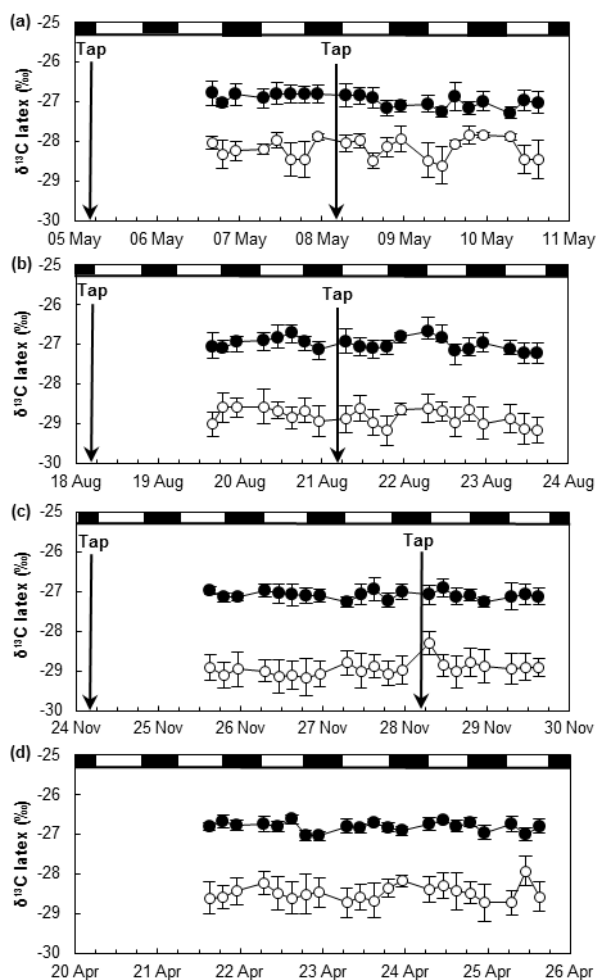 (a)
-25
Tap Tap
-26
-27
-28
-29
-30
δ¹³C latex (‰)
05 May 06 May 07 May 08 May 09 May 10 May 11 May
(b)
-25
Tap Tap
-26
-27
-28
-29
-30
δ¹³C latex (‰)
18 Aug 19 Aug 20 Aug 21 Aug 22 Aug 23 Aug 24 Aug
(c)
-25
Tap Tap
-26
-27
-28
-29
-30
δ¹³C latex (‰)
24 Nov 25 Nov 26 Nov 27 Nov 28 Nov 29 Nov 30 Nov
(d)
-25
-26
-27
-28
-29
-30
δ¹³C latex (‰)
20 Apr 21 Apr 22 Apr 23 Apr 24 Apr 25 Apr 26 Apr